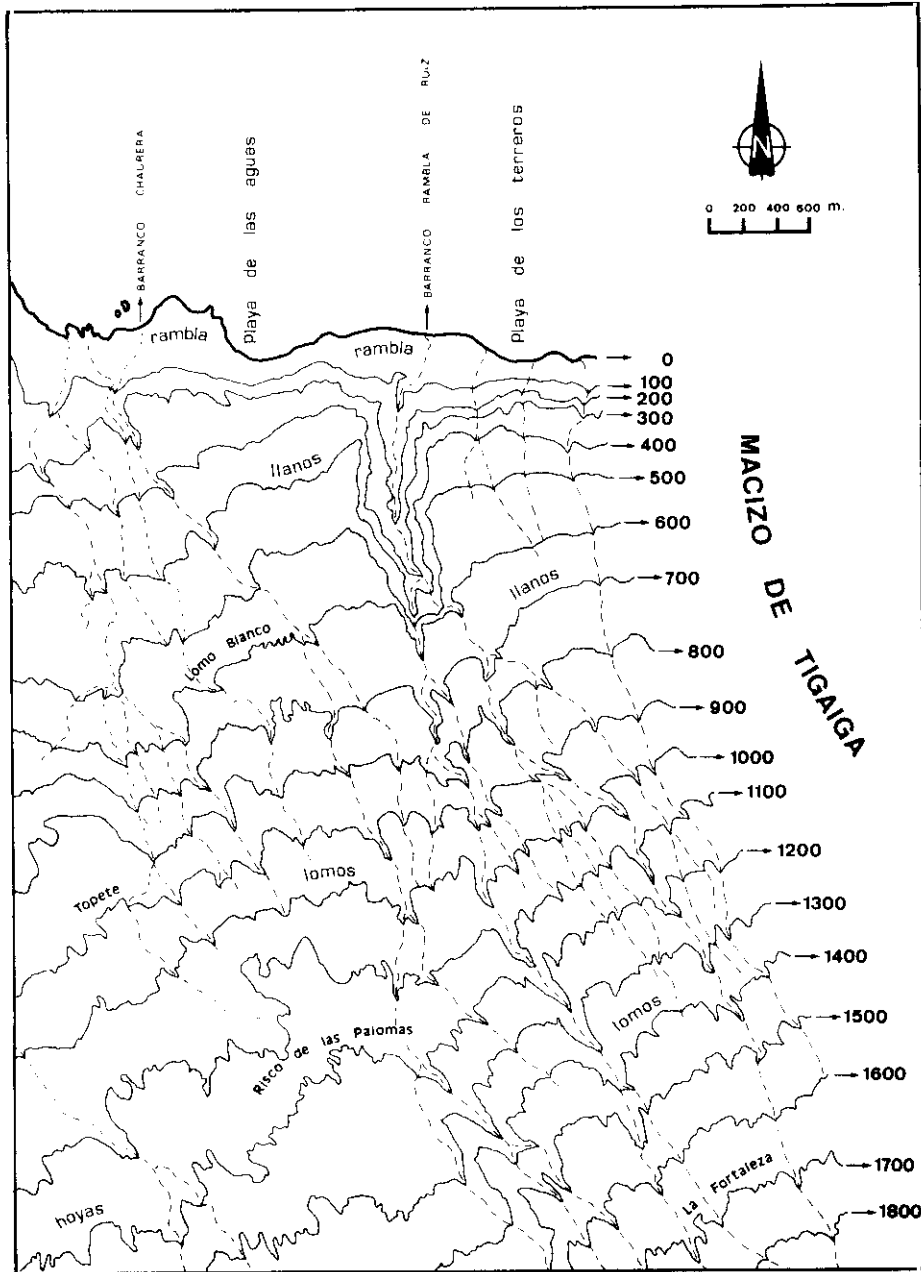 BARRANCO CHAURERA
Playa de las aguas
BARRANCO RAMBLA DE RUIZ
Playa de los terreros
N
0 200 400 600 m.
rambla
rambla
0
100
200
300
400
500
600
700
800
900
1000
1100
1200
1300
1400
1500
1600
1700
1800
MACIZO DE TIGAIGA
llanos
llanos
Lomo Blanco
Topete
lomos
lomos
Risco de las Palomas
La Fortaleza
hoyas